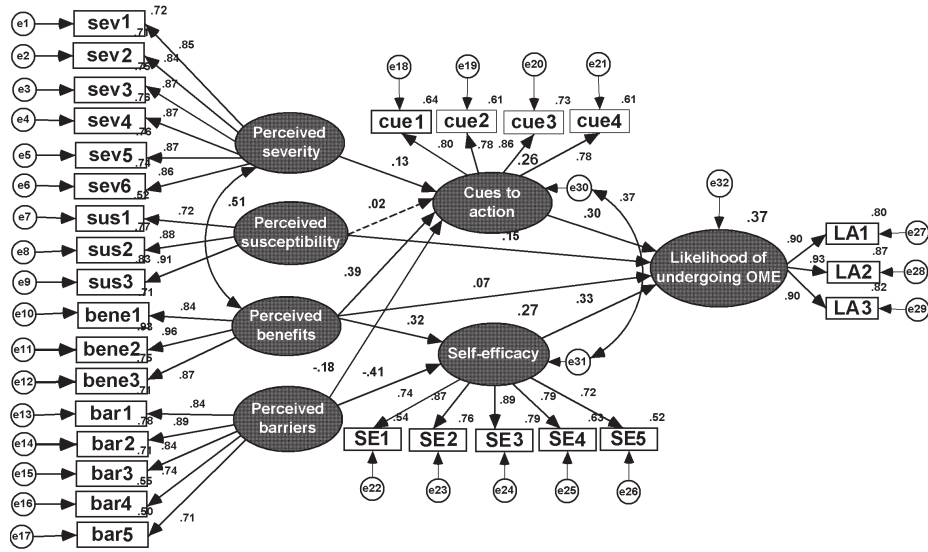 e1
sev1
.72
.71
e2
sev2
.85
.75
.84
e3
sev3
.87
.76
e4
sev4
.87
.76
e5
sev5
.87
.74
e6
sev6
.86
.52
e7
sus1
.72
.77
e8
sus2
.88
.83
.91
e9
sus3
.71
e10
bene1
.84
.93
.96
e11
bene2
.75
e12
bene3
.87
.71
e13
bar1
.84
.78
.89
e14
bar2
.71
.84
e15
bar3
.74
.55
e16
bar4
.50
.71
e17
bar5
Perceived
severity
.51
Perceived
susceptibility
Perceived
benefits
Perceived
barriers
.13
.02
.39
-.18
.32
-.41
.15
.07
e18
e19
e20
e21
.64
.61
.73
.61
cue1
cue2
cue3
cue4
.80
.78
.86
.26
.78
Cues to
action
e30
.37
.30
.27
.33
Self-efficacy
e31
.74
.87
.89
.79
.72
.54
.76
.79
.63
.52
SE1
SE2
SE3
SE4
SE5
e22
e23
e24
e25
e26
e32
.37
Likelihood of
undergoing OME
.90
.93
.90
.80
LA1
e27
.87
LA2
e28
.82
LA3
e29